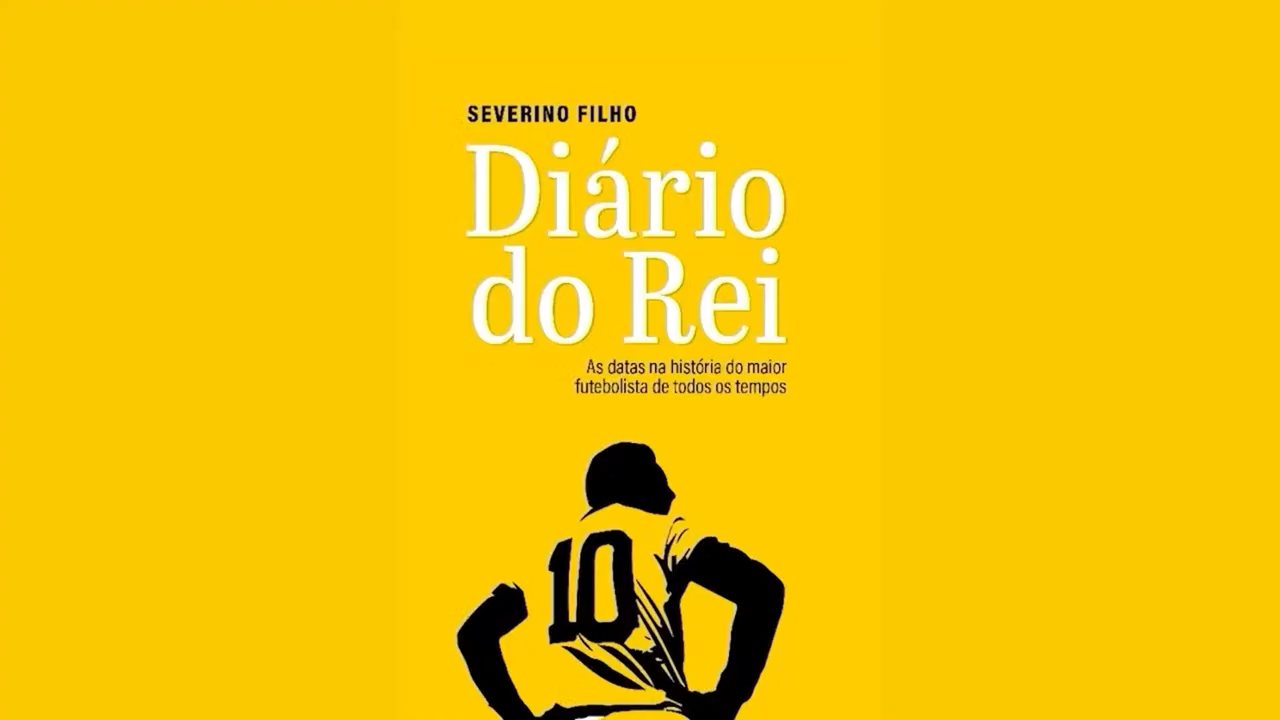 SEVERINO FILHO
Diário
do Rei
As datas na história do maior
futebolista de todos os tempos
10